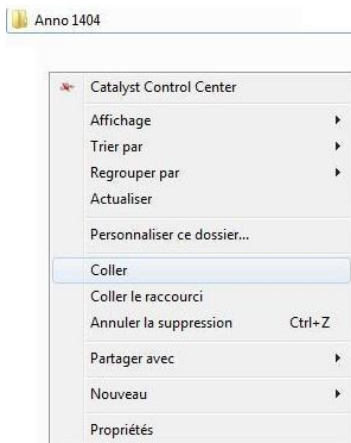 Anno 1404
Catalyst Control Center
Affichage
Trier par
Regrouper par
Actualiser
Personnaliser ce dossier...
Coller
Coller le raccourci
Annuler la suppression Ctrl+Z
Partager avec
Nouveau
Propriétés